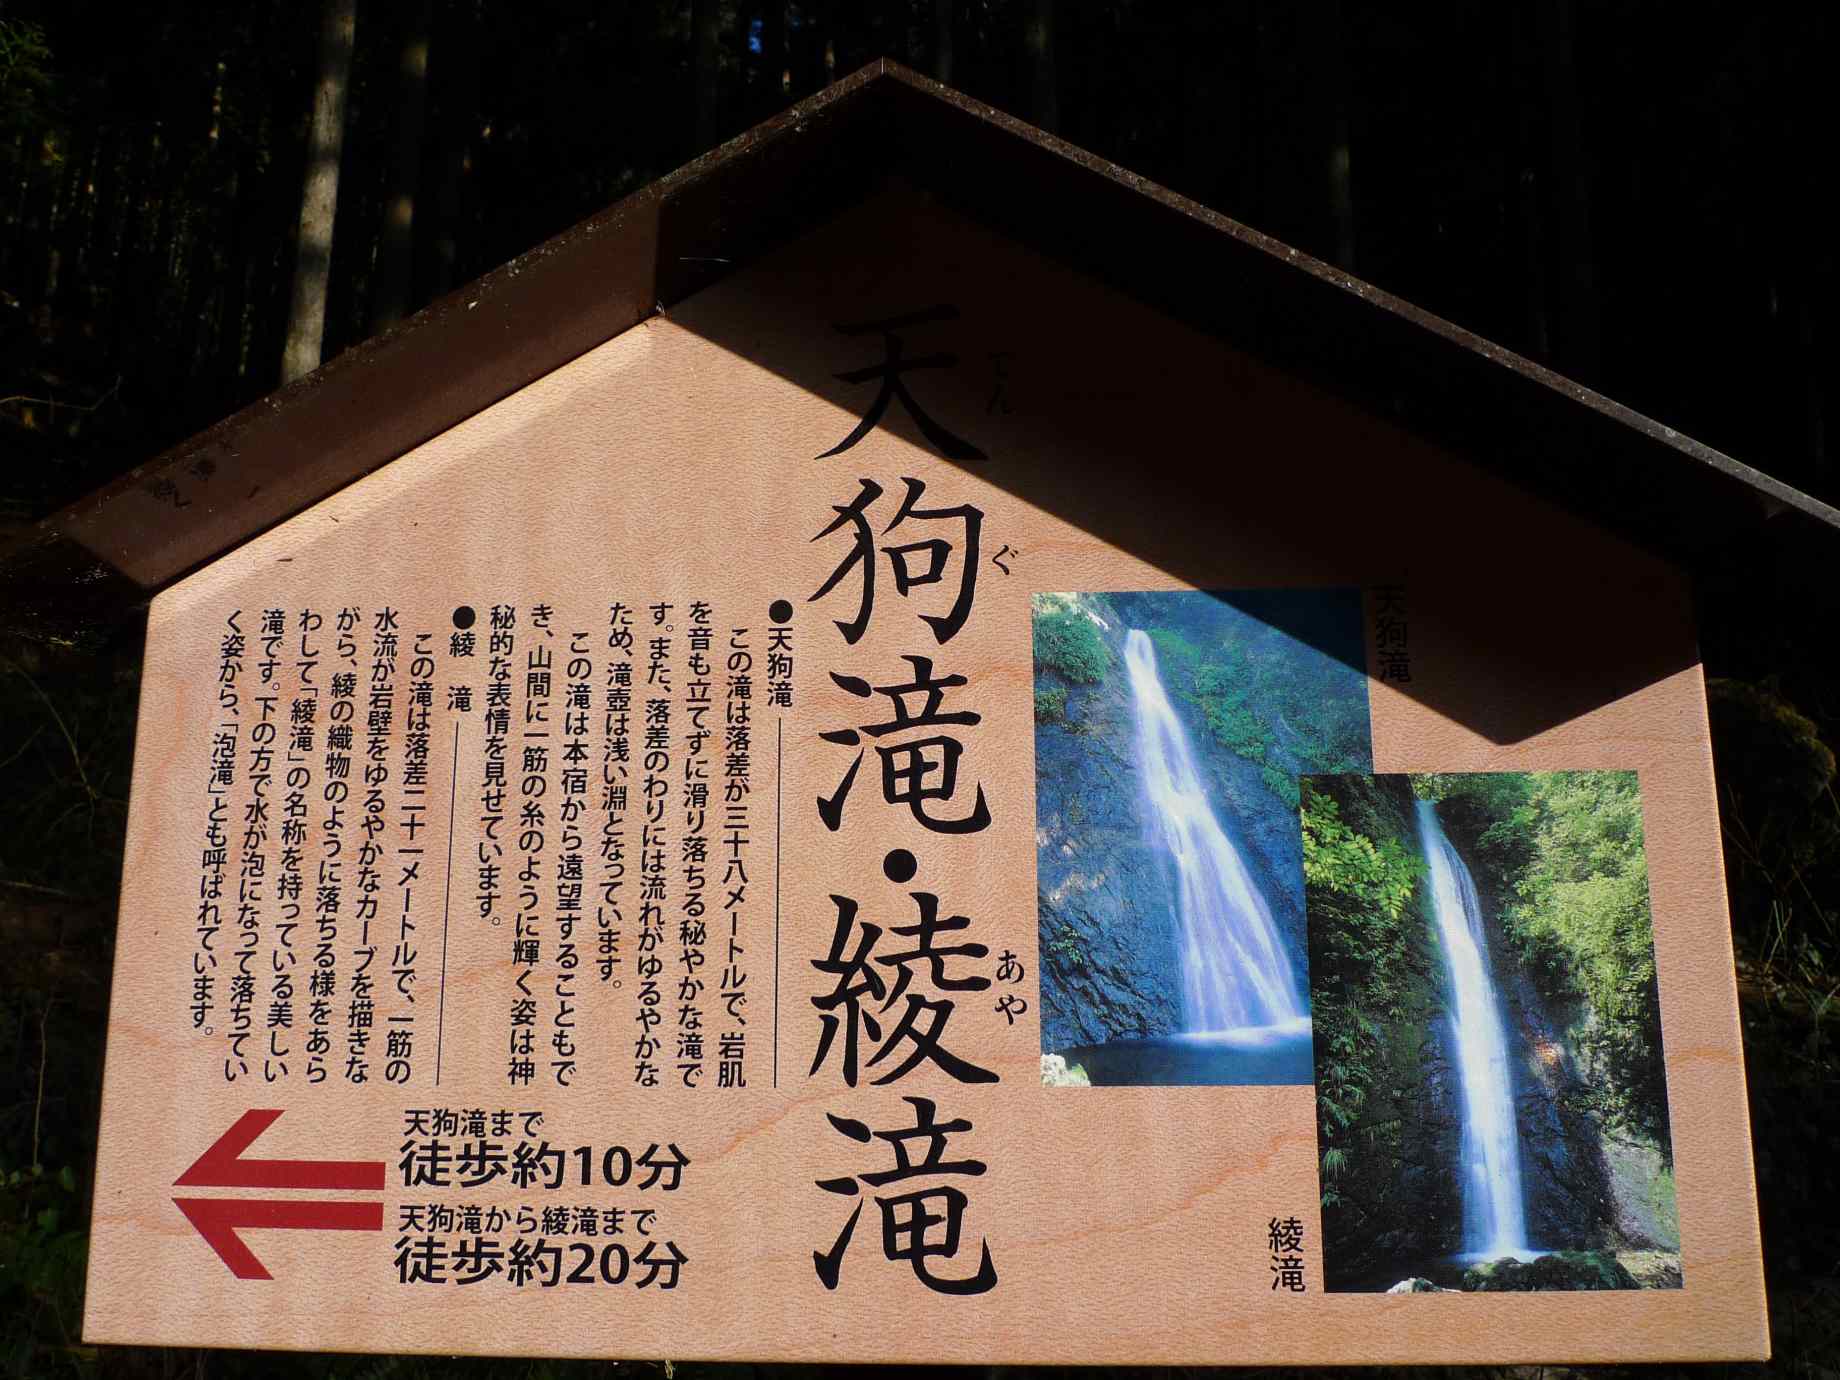 天狗滝・綾滝
てん
ぐ
あや
天狗滝
綾滝
●天狗滝
この滝は落差が三十八メートルで、岩肌
を音も立てずに滑り落ちる秘やかな滝で
す。また、落差のわりには流れがゆるやかな
ため、滝壺は浅い淵となっています。
この滝は本宿から遠望することもで
き、山間に一筋の糸のように輝く姿は神
秘的な表情を見せています。
●綾 滝
この滝は落差二十一メートルで、一筋の
水流が岩壁をゆるやかなカーブを描きな
がら、綾の織物のように落ちる様をあら
わして「綾滝」の名称を持っている美しい
滝です。下の方で水が泡になって落ちてい
く姿から、「泡滝」とも呼ばれています。
天狗滝まで
徒歩約10分
天狗滝から綾滝まで
徒歩約20分